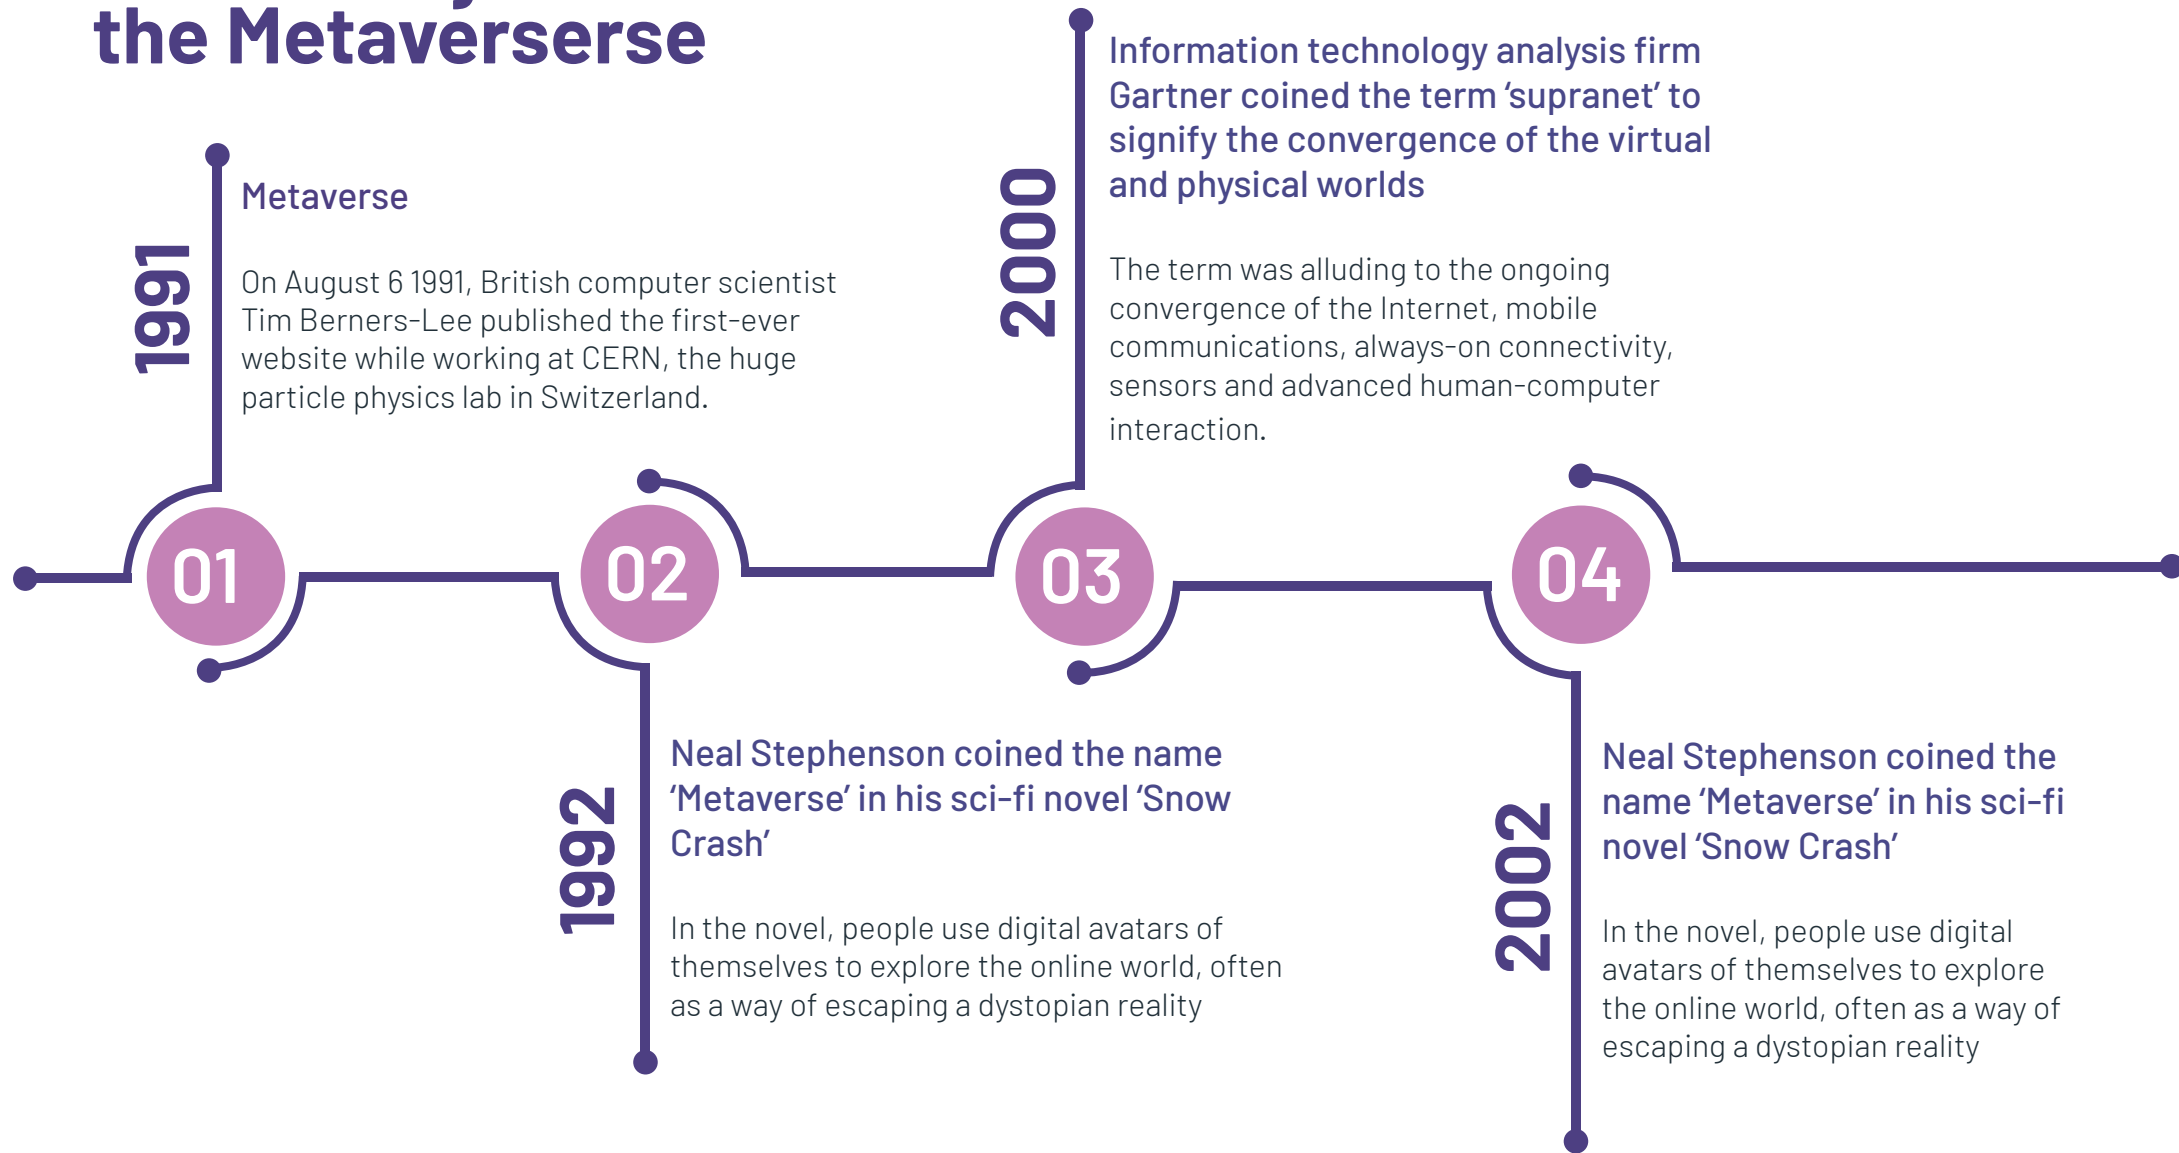 the Metaverserse
1991
Metaverse
On August 6 1991, British computer scientist
Tim Berners-Lee published the first-ever
website while working at CERN, the huge
particle physics lab in Switzerland.
2000
Information technology analysis firm
Gartner coined the term ‘supranet’ to
signify the convergence of the virtual
and physical worlds
The term was alluding to the ongoing
convergence of the Internet, mobile
communications, always-on connectivity,
sensors and advanced human-computer
interaction.
01
02
03
04
1992
Neal Stephenson coined the name
‘Metaverse’ in his sci-fi novel ‘Snow
Crash’
In the novel, people use digital avatars of
themselves to explore the online world, often
as a way of escaping a dystopian reality
2002
Neal Stephenson coined the
name ‘Metaverse’ in his sci-fi
novel ‘Snow Crash’
In the novel, people use digital
avatars of themselves to explore
the online world, often as a way of
escaping a dystopian reality